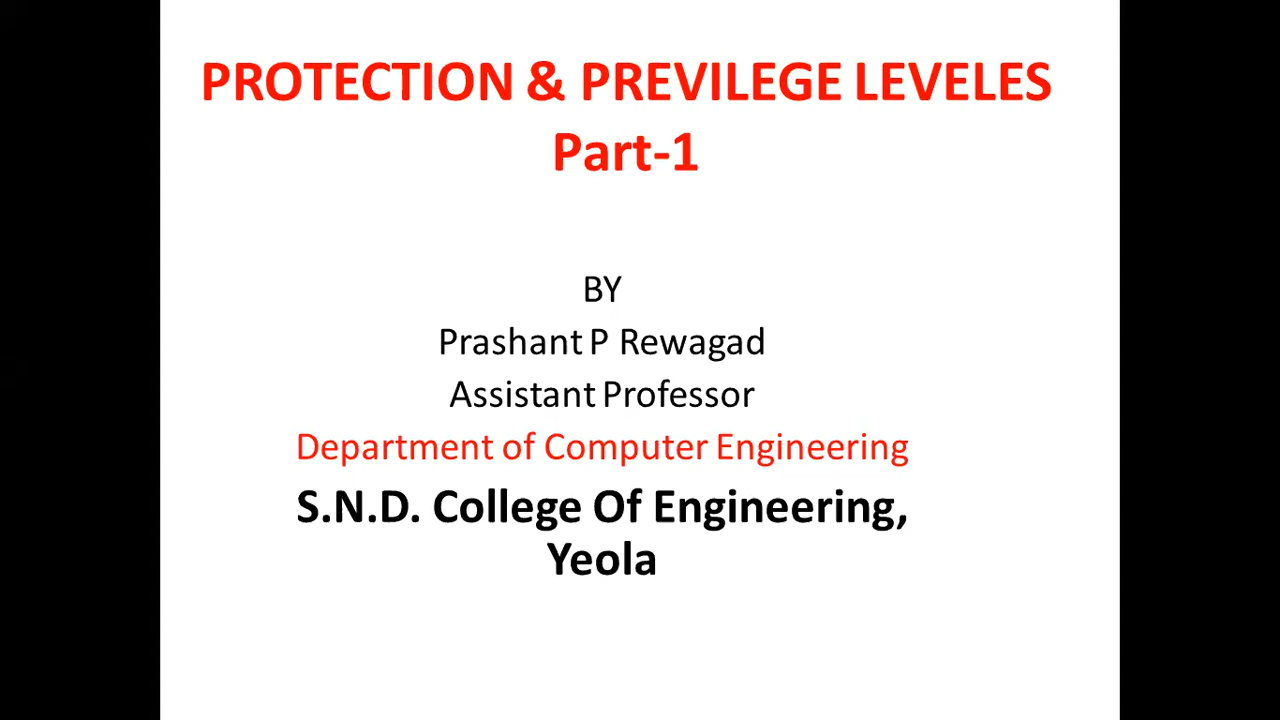 PROTECTION & PREVILEGE LEVELES
Part-1
BY
Prashant P Rewagad
Assistant Professor
Department of Computer Engineering
S.N.D. College Of Engineering,
Yeola